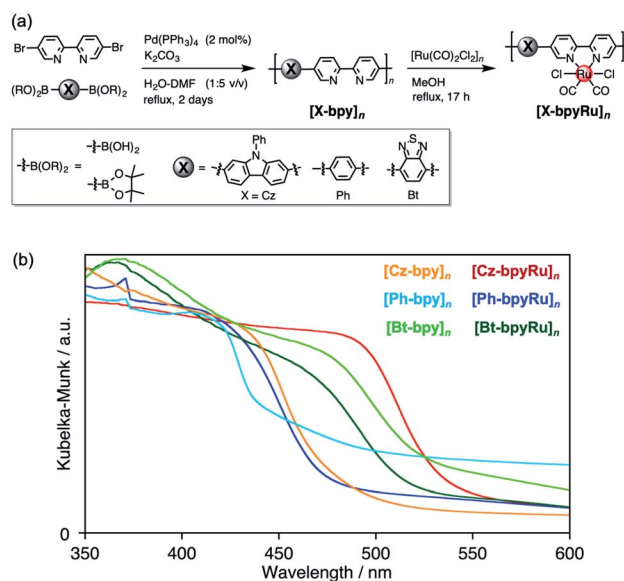 (a)
Br
N
N
Br
(RO)2B X B(OR)2
Pd(PPh3)4 (2 mol%)
K2CO3
H2O-DMF (1:5 v/v)
reflux, 2 days
X
N
N
n
[X-bpy]n
[Ru(CO)2Cl2]n
MeOH
reflux, 17 h
X
N
N
n
Cl Ru Cl
OC CO
[X-bpyRu]n
B(OR)2 =
B(OH)2
O
B
O
X =
Ph
N
X = Cz
Ph
S
N N
Bt
(b)
[Cz-bpy]n [Cz-bpyRu]n
[Ph-bpy]n [Ph-bpyRu]n
[Bt-bpy]n [Bt-bpyRu]n
Kubelka-Munk / a.u.
0
350 400 450 500 550 600
Wavelength / nm